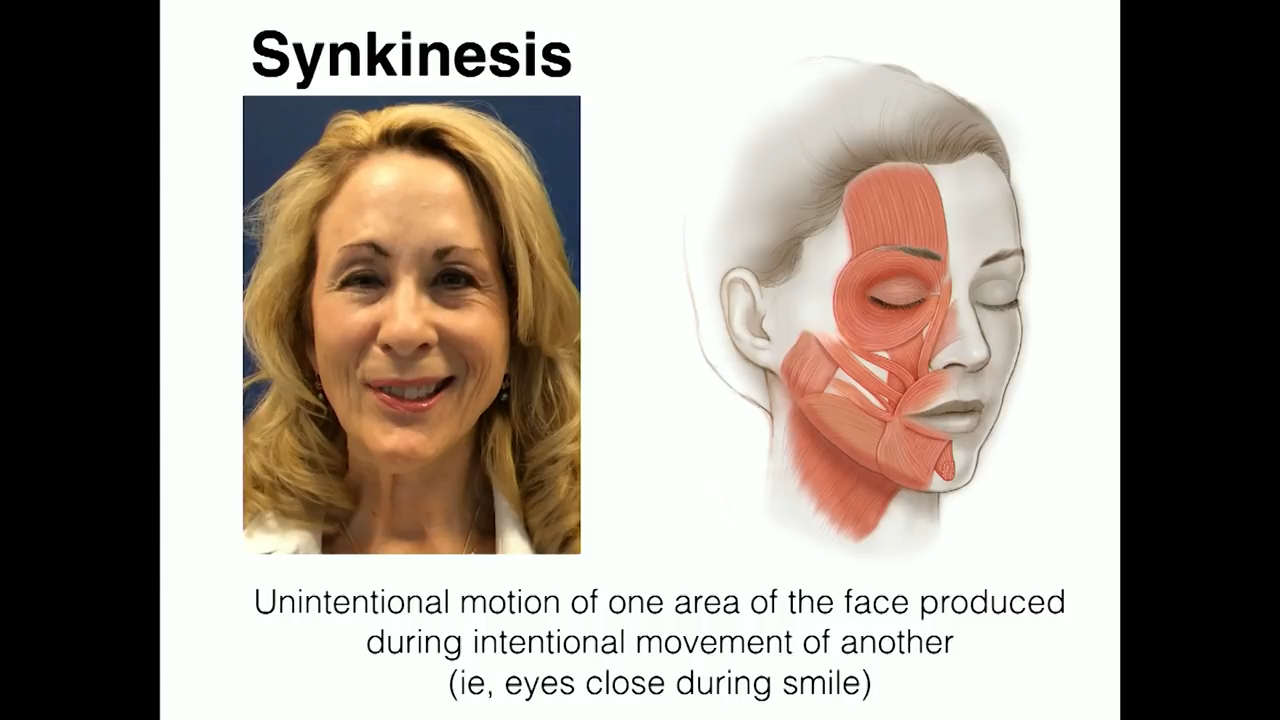 Synkinesis
Unintentional motion of one area of the face produced
during intentional movement of another
(ie, eyes close during smile)